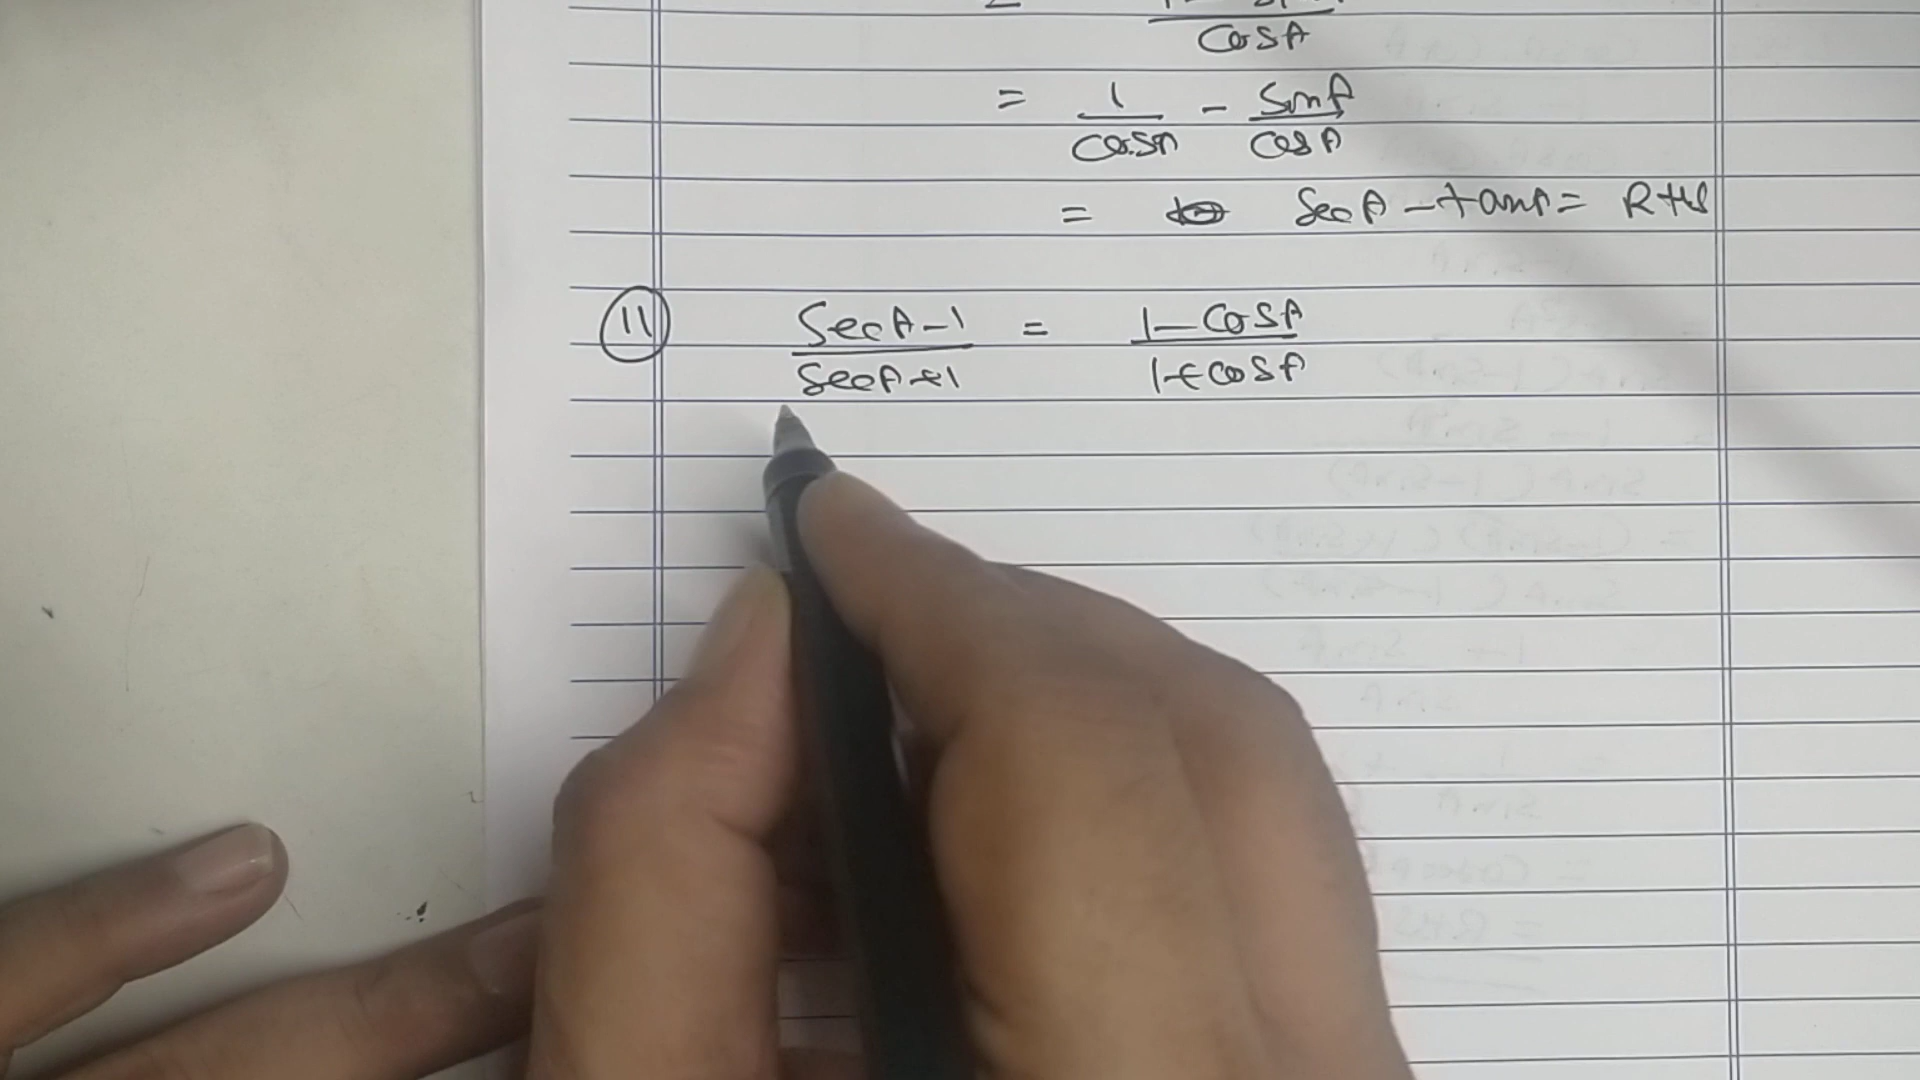 cosA
= 1/cosA - sinA/cosA
= SecA - tanA = RHS
11 SecA-1/SecA+1 = 1-cosA/1+cosA